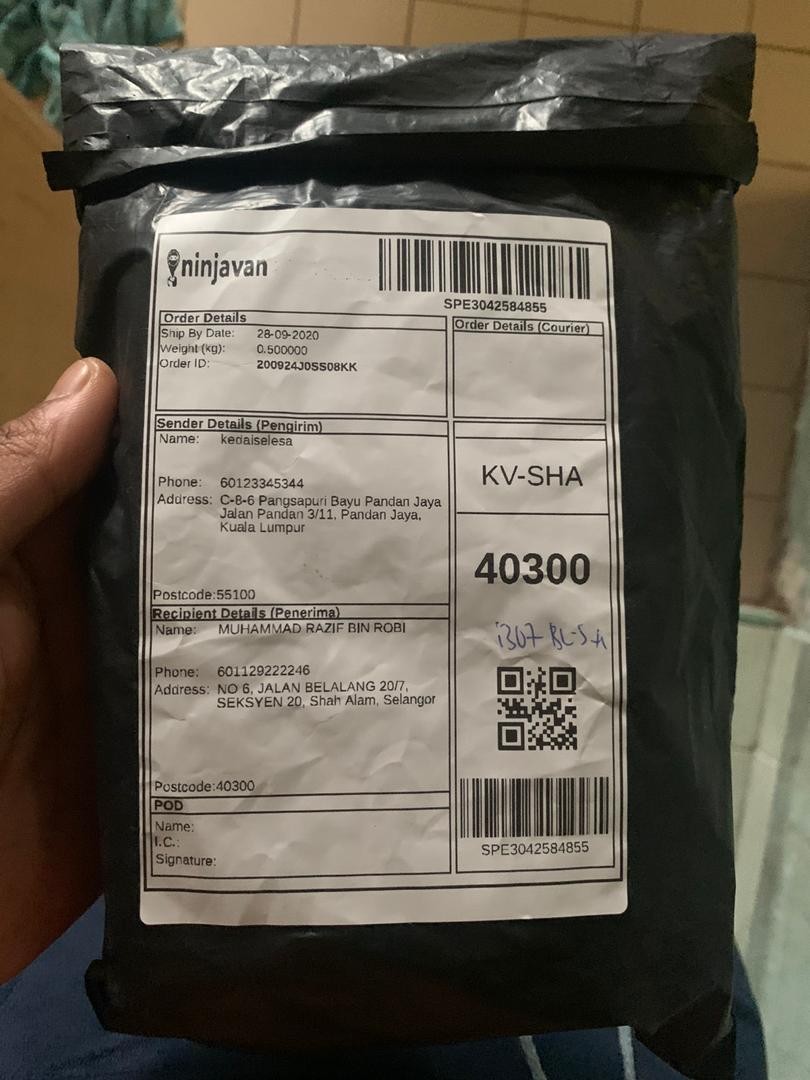 ninjavan
SPE3042584855
Order Details
Ship By Date: 28-09-2020
Weight (kg): 0.500000
Order ID: 200924J0SS08KK
Order Details (Courier)
Sender Details (Pengirim)
Name: kedaiselesa
Phone: 60123345344
Address: C-8-6 Pangsapuri Bayu Pandan Jaya
Jalan Pandan 3/11, Pandan Jaya,
Kuala Lumpur
Postcode:55100
KV-SHA
40300
Recipient Details (Penerima)
Name: MUHAMMAD RAZIF BIN ROBI
Phone: 601129222246
Address: NO 6, JALAN BELALANG 20/7,
SEKSYEN 20, Shah Alam, Selangor
Postcode:40300
POD
Name:
I.C.:
Signature:
SPE3042584855